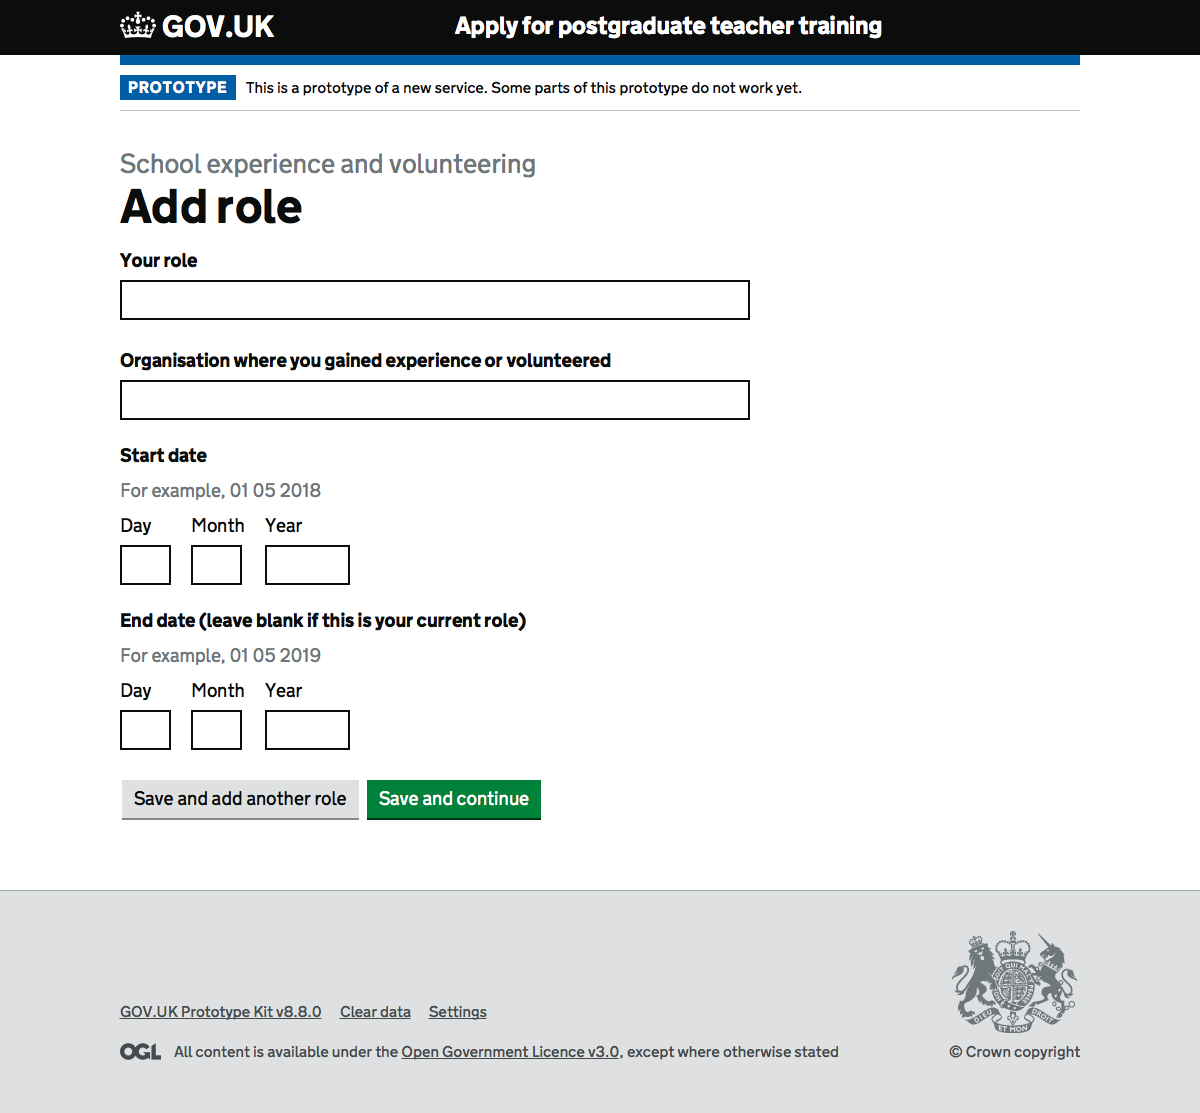 GOV.UK
Apply for postgraduate teacher training
PROTOTYPE This is a prototype of a new service. Some parts of this prototype do not work yet.
School experience and volunteering
Add role
Your role
Organisation where you gained experience or volunteered
Start date
For example, 01 05 2018
Day Month Year
End date (leave blank if this is your current role)
For example, 01 05 2019
Day Month Year
Save and add another role Save and continue
GOV.UK Prototype Kit v8.8.0 Clear data Settings
OGL All content is available under the Open Government Licence v3.0, except where otherwise stated
DIEU ET MON DROIT
© Crown copyright